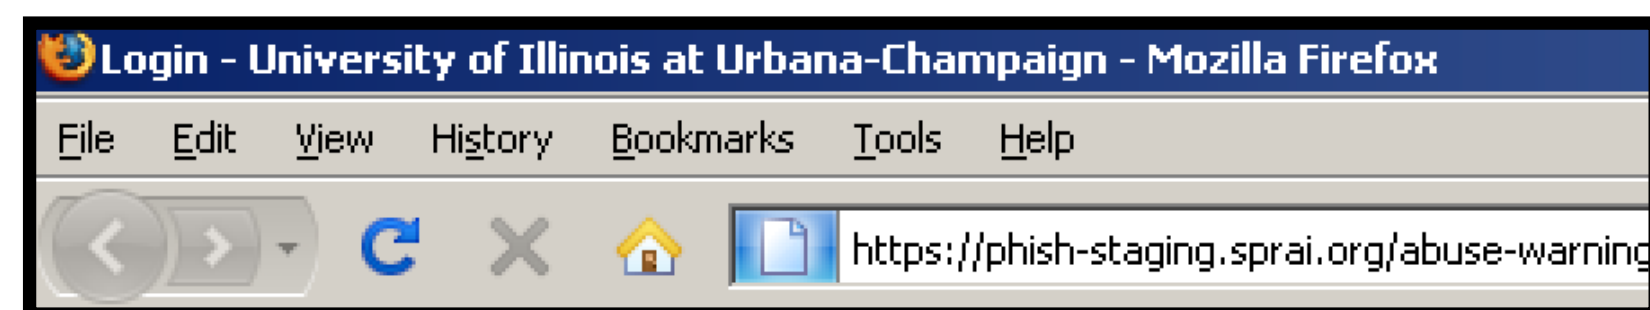 Login - University of Illinois at Urbana-Champaign - Mozilla Firefox
File Edit View History Bookmarks Tools Help
https://phish-staging.sprai.org/abuse-warning